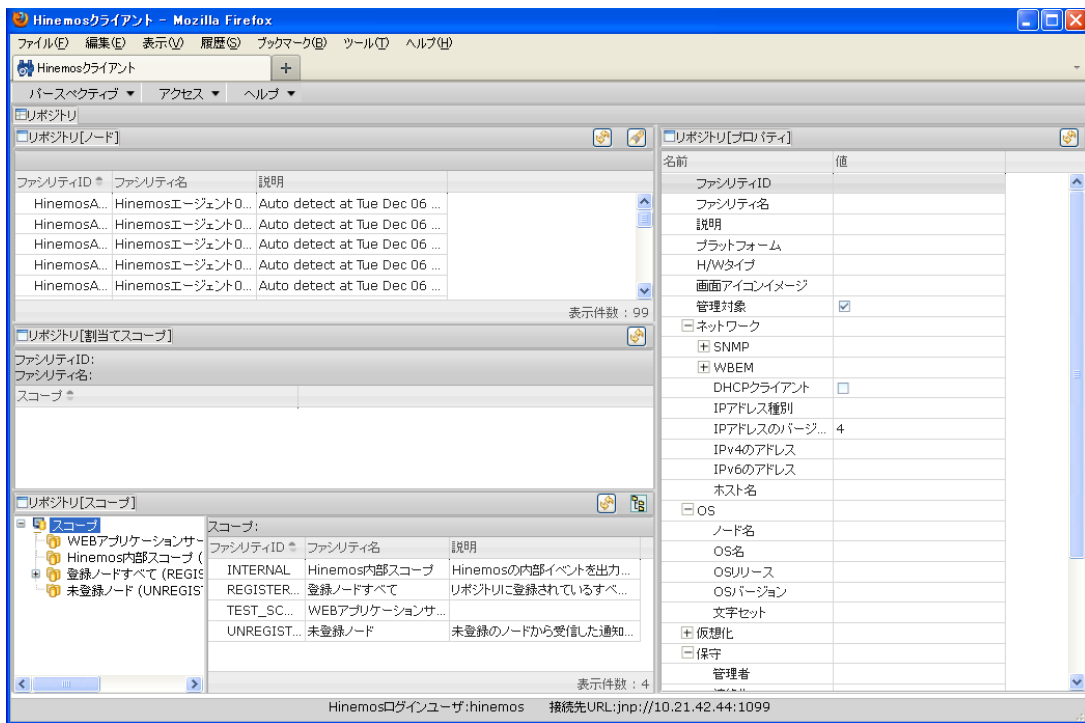 Hinemosクライアント - Mozilla Firefox
ファイル(F) 編集(E) 表示(V) 履歴(S) ブックマーク(B) ツール(T) ヘルプ(H)
Hinemosクライアント
パースペクティブ ▼ アクセス ▼ ヘルプ ▼
リポジトリ
リポジトリ[ノード]
ファシリティID ファシリティ名 説明
HinemosA... Hinemosエージェント0... Auto detect at Tue Dec 06 ...
HinemosA... Hinemosエージェント0... Auto detect at Tue Dec 06 ...
HinemosA... Hinemosエージェント0... Auto detect at Tue Dec 06 ...
HinemosA... Hinemosエージェント0... Auto detect at Tue Dec 06 ...
HinemosA... Hinemosエージェント0... Auto detect at Tue Dec 06 ...
表示件数 : 99
リポジトリ[割当てスコープ]
ファシリティID:
ファシリティ名:
スコープ
リポジトリ[スコープ]
スコープ
WEBアプリケーションサー
Hinemos内部スコープ (
登録ノードすべて (REGIS
未登録ノード (UNREGIS
スコープ:
ファシリティID ファシリティ名 説明
INTERNAL Hinemos内部スコープ Hinemosの内部イベントを出力...
REGISTER... 登録ノードすべて リポジトリに登録されているすべ...
TEST_SC... WEBアプリケーションサ...
UNREGIST... 未登録ノード 未登録のノードから受信した通知...
表示件数 : 4
リポジトリ[プロパティ]
名前 値
ファシリティID
ファシリティ名
説明
プラットフォーム
H/Wタイプ
画面アイコンイメージ
管理対象
ネットワーク
SNMP
WBEM
DHCPクライアント
IPアドレス種別
IPアドレスのバージ... 4
IPv4のアドレス
IPv6のアドレス
ホスト名
OS
ノード名
OS名
OSリリース
OSバージョン
文字セット
仮想化
保守
管理者
Hinemosログインユーザ:hinemos 接続先URL:jnp://10.21.42.44:1099